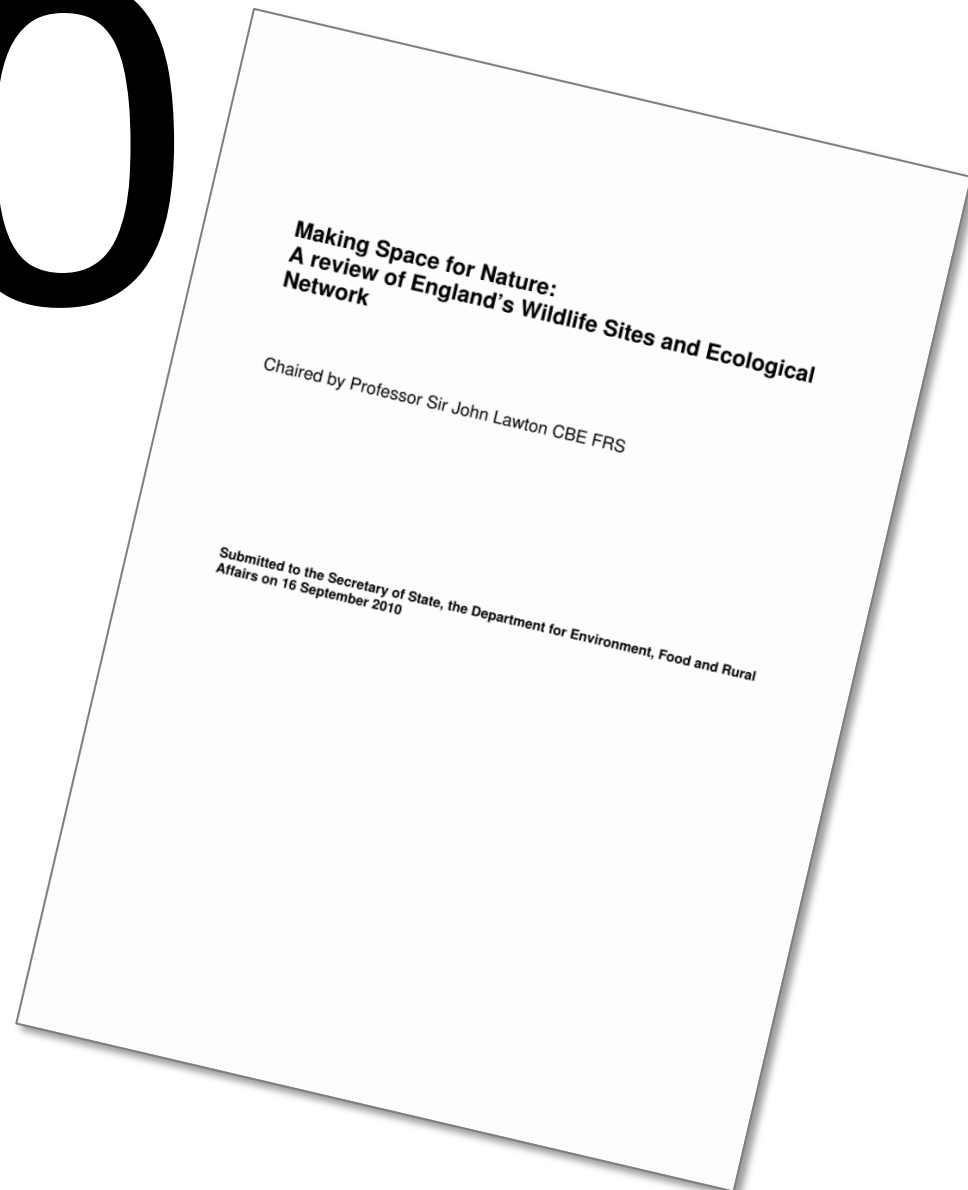 0
Making Space for Nature:
A review of England’s Wildlife Sites and Ecological
Network
Chaired by Professor Sir John Lawton CBE FRS
Submitted to the Secretary of State, the Department for Environment, Food and Rural
Affairs on 16 September 2010